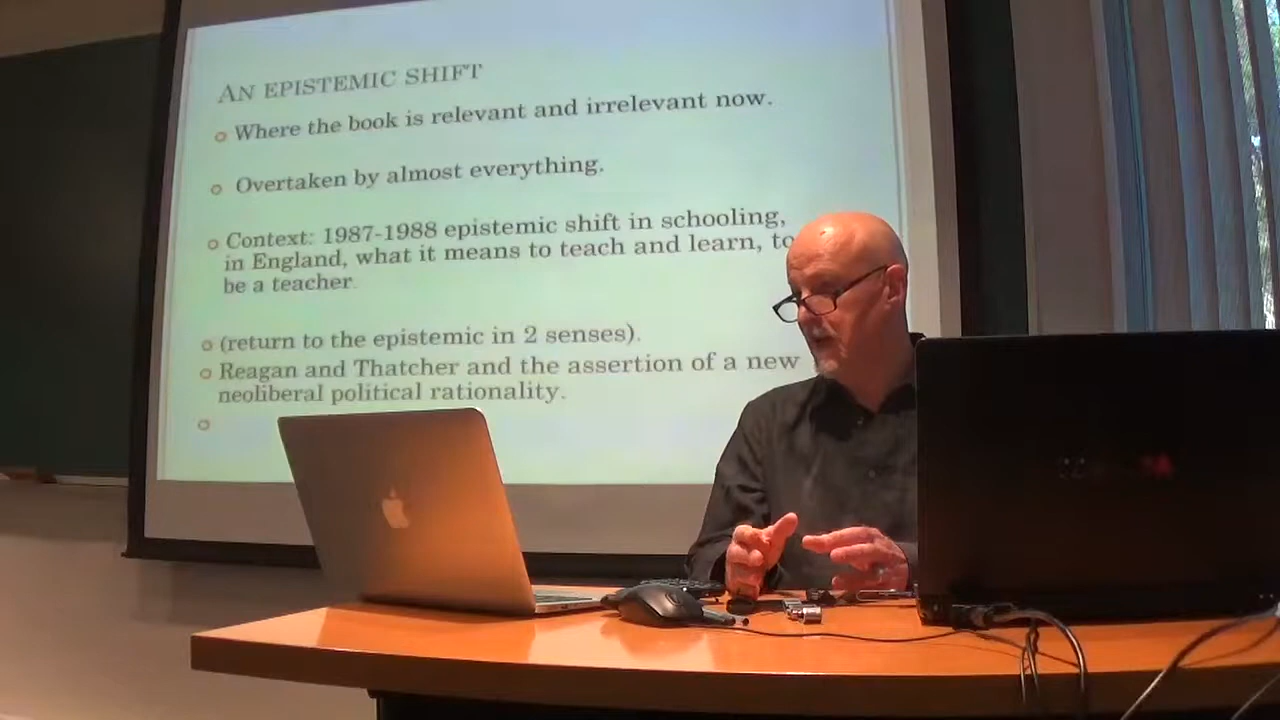 AN EPISTEMIC SHIFT
Where the book is relevant and irrelevant now.
Overtaken by almost everything.
Context: 1987-1988 epistemic shift in schooling,
in England, what it means to teach and learn, to
be a teacher.
(return to the epistemic in 2 senses).
Reagan and Thatcher and the assertion of a new
neoliberal political rationality.